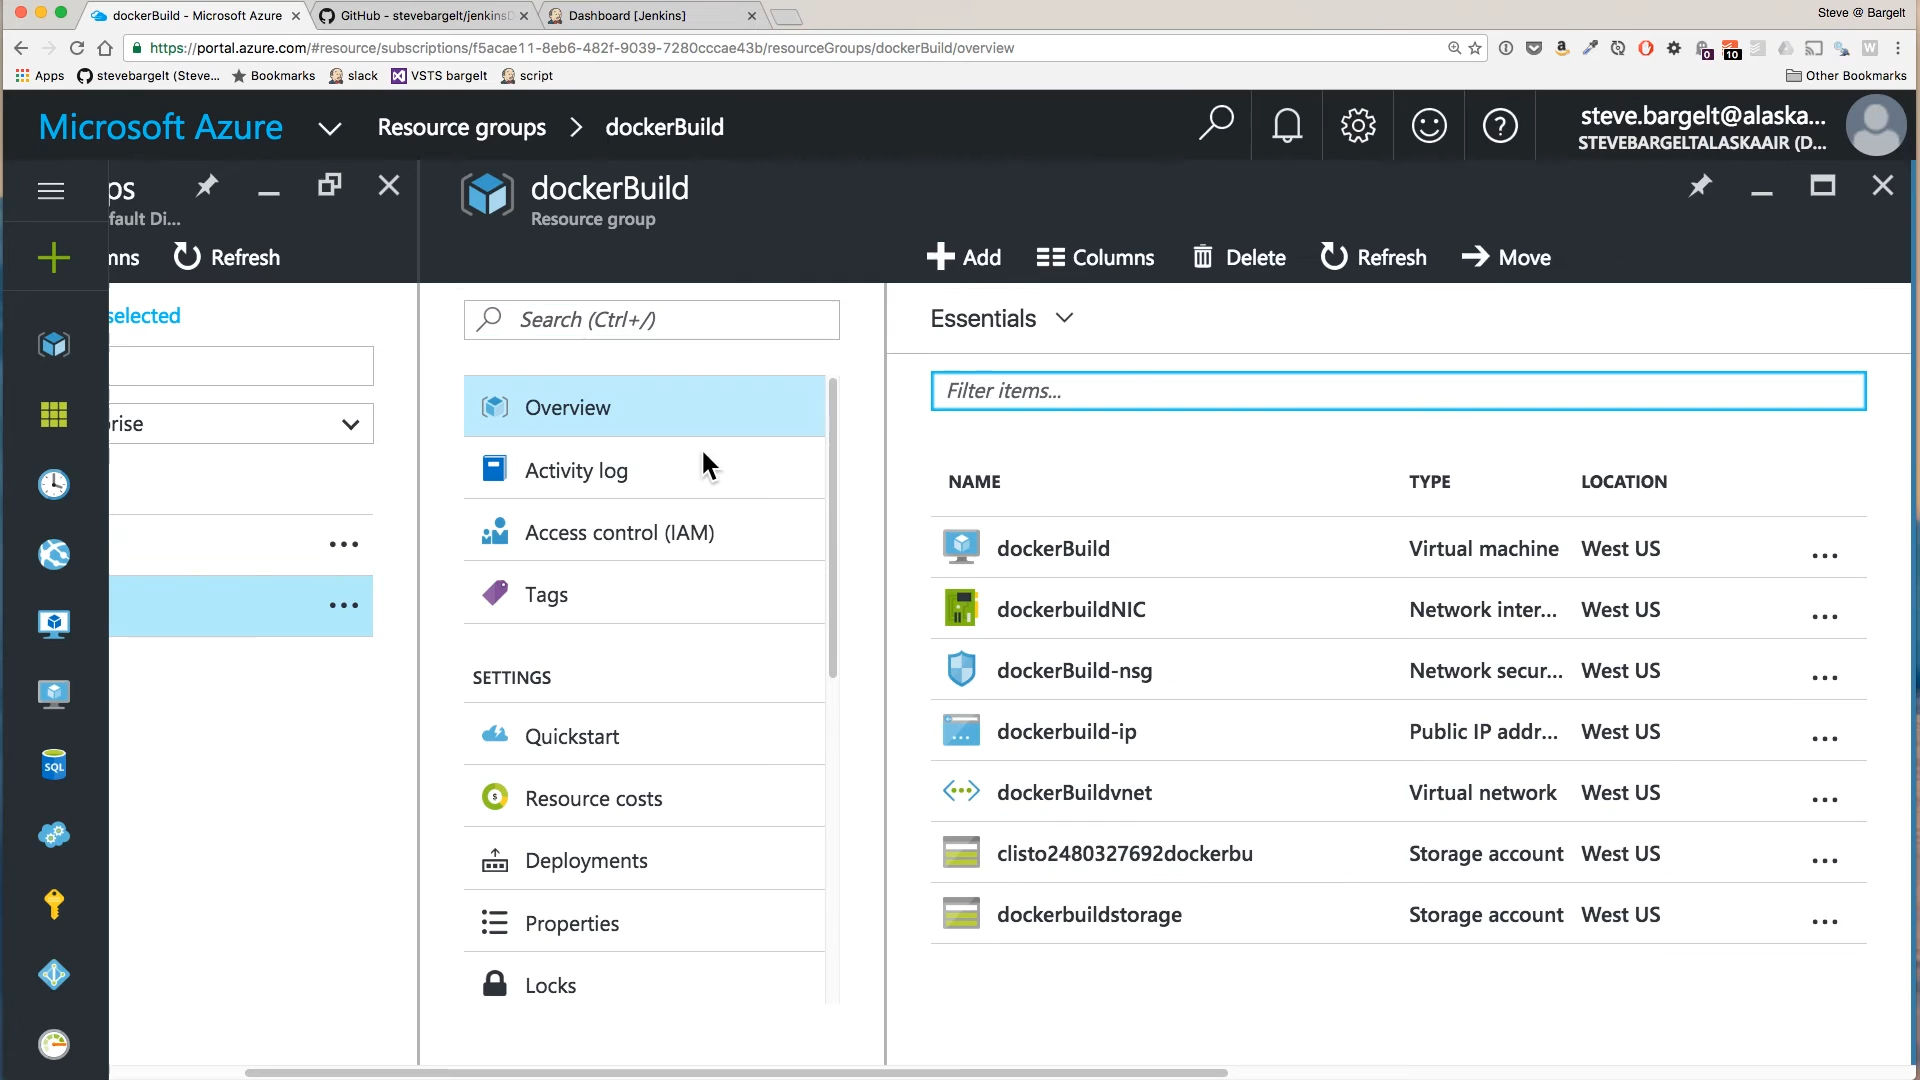 dockerBuild - Microsoft Azure
GitHub - stevebargelt/jenkinsD
Dashboard [Jenkins]
Steve @ Bargelt
https://portal.azure.com/#resource/subscriptions/f5acae11-8eb6-482f-9039-7280cccae43b/resourceGroups/dockerBuild/overview
0
10
W
Apps
stevebargelt (Steve...
Bookmarks
slack
VSTS bargelt
script
Other Bookmarks
Microsoft Azure
Resource groups > dockerBuild
steve.bargelt@alaska...
STEVEBARGELTALASKAAIR (D...
ps
fault Di...
mns
Refresh
selected
rise
SQL
dockerBuild
Resource group
Add
Columns
Delete
Refresh
Move
Search (Ctrl+/)
Overview
Activity log
Access control (IAM)
Tags
SETTINGS
Quickstart
Resource costs
Deployments
Properties
Locks
Essentials
Filter items...
NAME TYPE LOCATION
dockerBuild Virtual machine West US ...
dockerbuildNIC Network inter... West US ...
dockerBuild-nsg Network secur... West US ...
dockerbuild-ip Public IP addr... West US ...
dockerBuildvnet Virtual network West US ...
clisto2480327692dockerbu Storage account West US ...
dockerbuildstorage Storage account West US ...